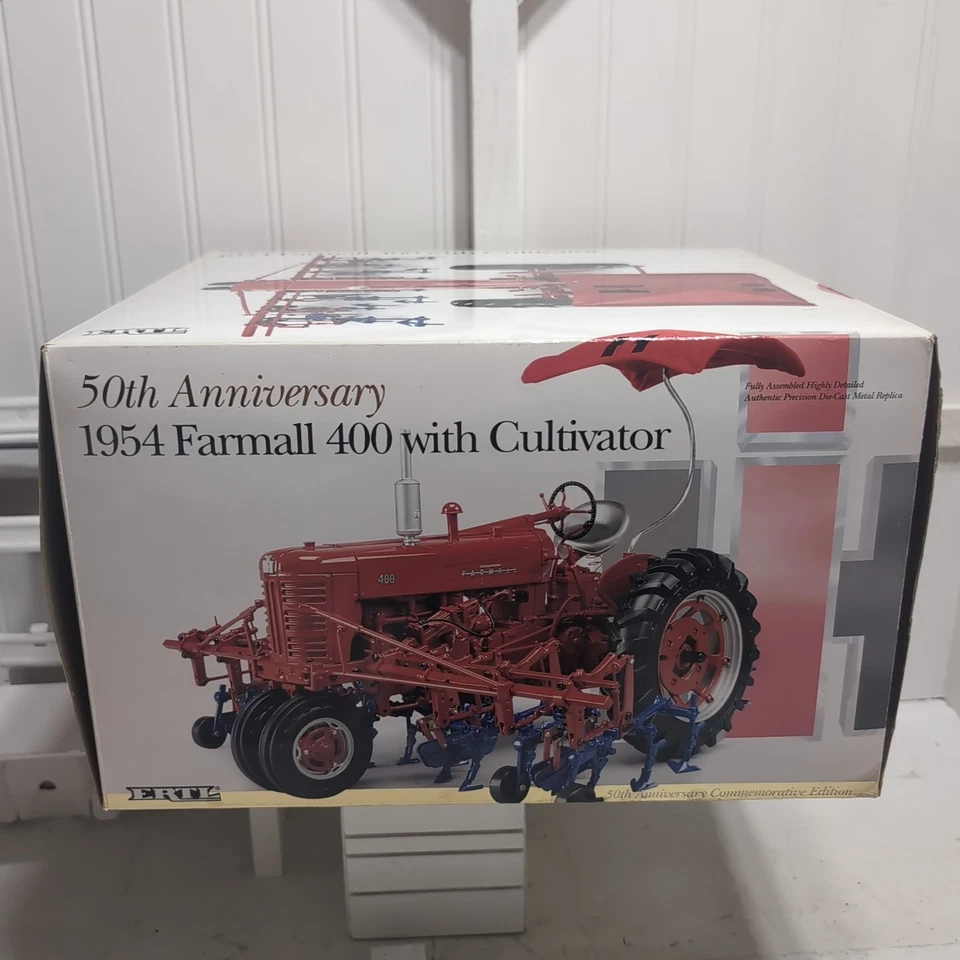 ERTL
50th Anniversary
1954 Farmall 400 with Cultivator
Fully Assembled Highly Detailed
Authentic Precision Die-Cast Metal Replica
400
FARMALL
ERTL
50th Anniversary Commemorative Edition